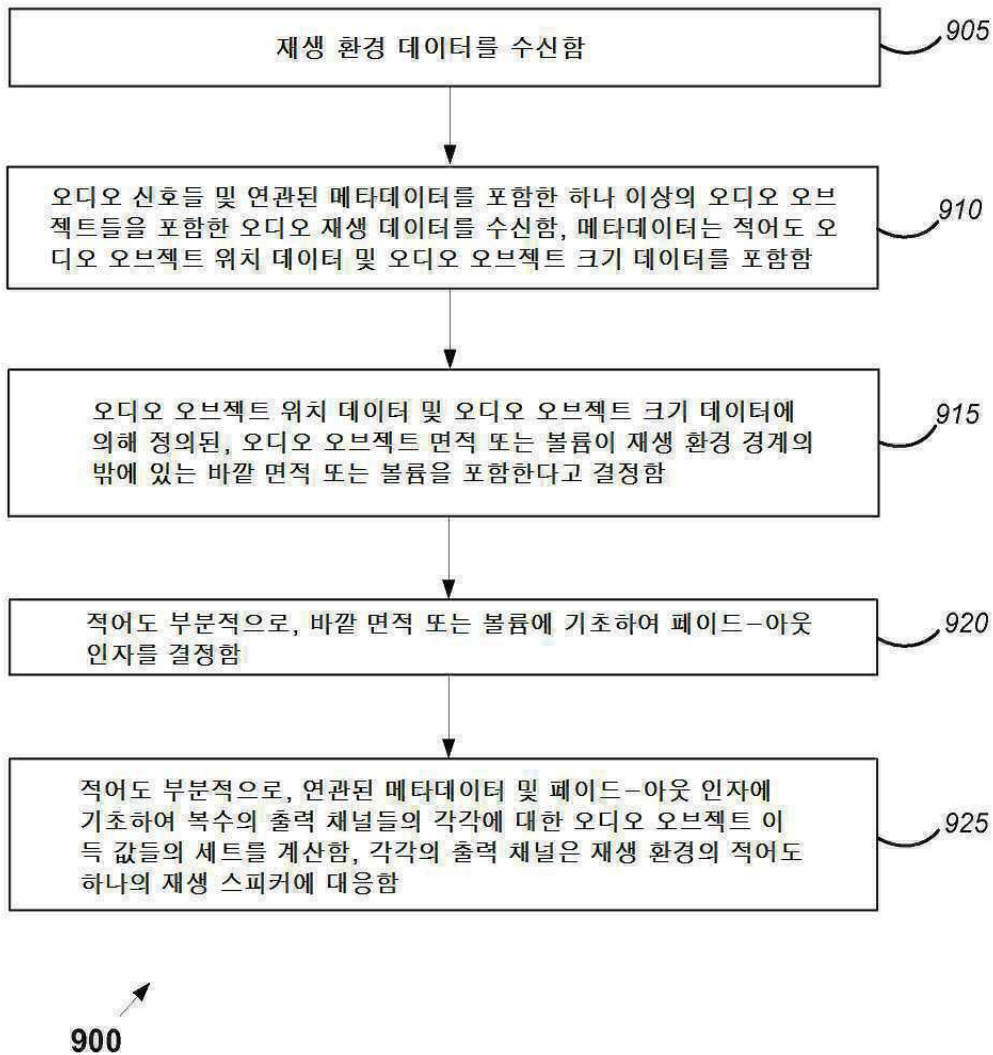 재생 환경 데이터를 수신함
905
오디오 신호들 및 연관된 메타데이터를 포함한 하나 이상의 오디오 오브
젝트들을 포함한 오디오 재생 데이터를 수신함, 메타데이터는 적어도 오
디오 오브젝트 위치 데이터 및 오디오 오브젝트 크기 데이터를 포함함
910
오디오 오브젝트 위치 데이터 및 오디오 오브젝트 크기 데이터에
의해 정의된, 오디오 오브젝트 면적 또는 볼륨이 재생 환경 경계의
밖에 있는 바깥 면적 또는 볼륨을 포함한다고 결정함
915
적어도 부분적으로, 바깥 면적 또는 볼륨에 기초하여 페이드-아웃
인자를 결정함
920
적어도 부분적으로, 연관된 메타데이터 및 페이드-아웃 인자에
기초하여 복수의 출력 채널들의 각각에 대한 오디오 오브젝트 이
득 값들의 세트를 계산함, 각각의 출력 채널은 재생 환경의 적어도
하나의 재생 스피커에 대응함
925
900